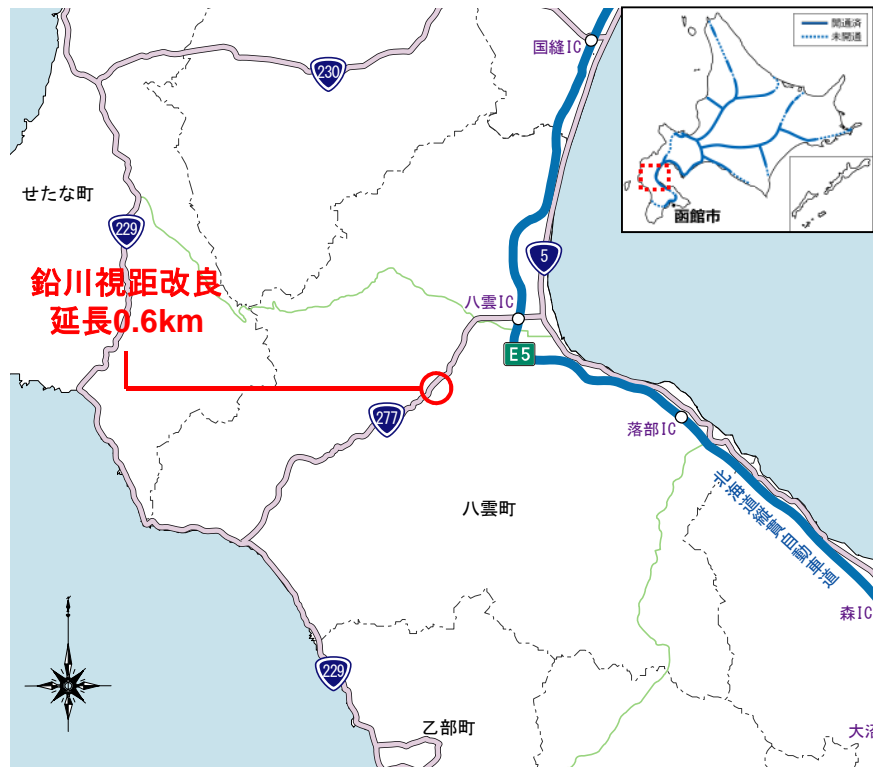 国縫IC
開通済
未開通
函館市
230
せたな町
229
5
鉛川視距改良
延長0.6km
八雲IC
E5
277
落部IC
八雲町
北海道縦貫自動車道
森IC
229
乙部町
大沼